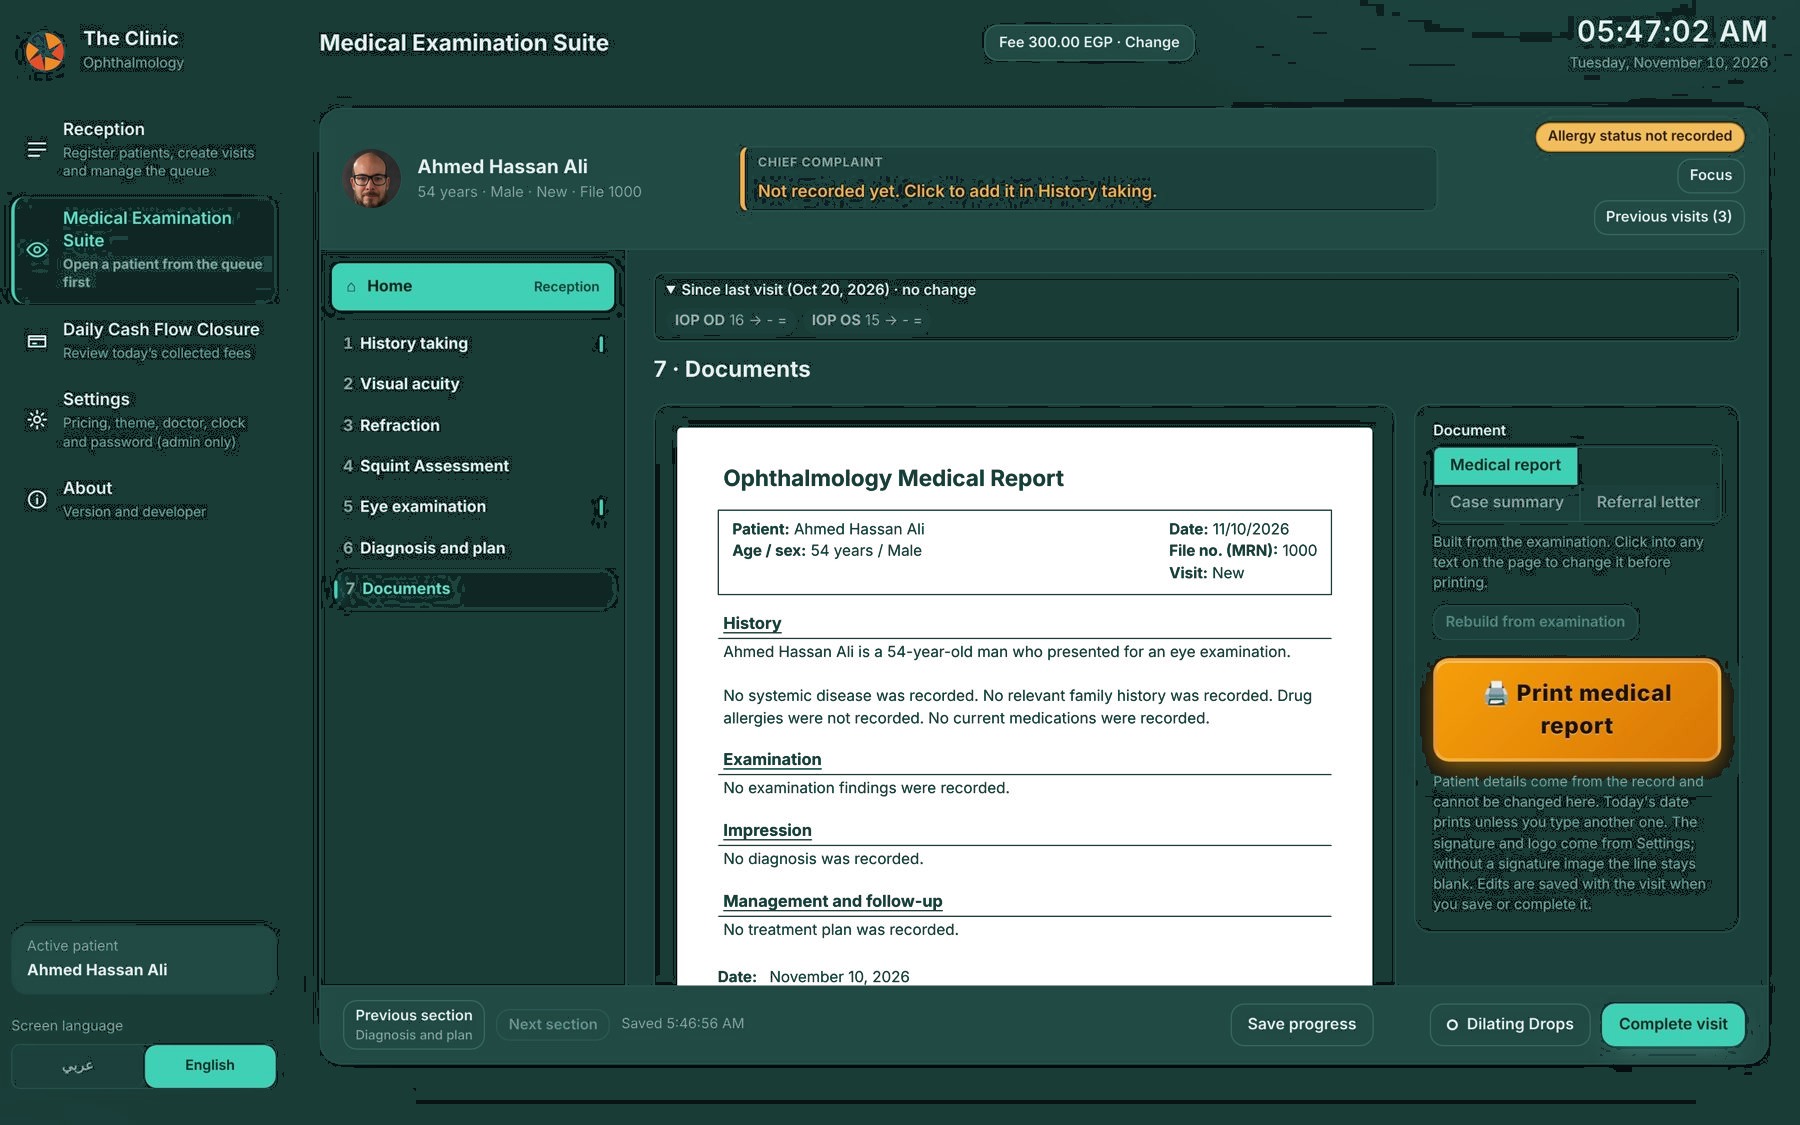 The Clinic
Ophthalmology
Medical Examination Suite
Fee 300.00 EGP · Change
05:47:02 AM
Tuesday, November 10, 2026
Reception
Register patients, create visits
and manage the queue
Medical Examination
Suite
Open a patient from the queue
first
Daily Cash Flow Closure
Review today's collected fees
Settings
Pricing, theme, doctor, clock
and password (admin only)
About
Version and developer
Active patient
Ahmed Hassan Ali
Screen language
عربي
English
Ahmed Hassan Ali
54 years · Male · New · File 1000
CHIEF COMPLAINT
Not recorded yet. Click to add it in History taking.
Allergy status not recorded
Focus
Previous visits (3)
Home
Reception
1 History taking
2 Visual acuity
3 Refraction
4 Squint Assessment
5 Eye examination
6 Diagnosis and plan
7 Documents
▼ Since last visit (Oct 20, 2026) · no change
IOP OD 16 → - =
IOP OS 15 → - =
7 · Documents
Ophthalmology Medical Report
Patient: Ahmed Hassan Ali
Age / sex: 54 years / Male
Date: 11/10/2026
File no. (MRN): 1000
Visit: New
History
Ahmed Hassan Ali is a 54-year-old man who presented for an eye examination.
No systemic disease was recorded. No relevant family history was recorded. Drug
allergies were not recorded. No current medications were recorded.
Examination
No examination findings were recorded.
Impression
No diagnosis was recorded.
Management and follow-up
No treatment plan was recorded.
Date: November 10, 2026
Document
Medical report
Case summary
Referral letter
Built from the examination. Click into any
text on the page to change it before
printing.
Rebuild from examination
Print medical
report
Patient details come from the record and
cannot be changed here. Today's date
prints unless you type another one. The
signature and logo come from Settings;
without a signature image the line stays
blank. Edits are saved with the visit when
you save or complete it.
Previous section
Diagnosis and plan
Next section
Saved 5:46:56 AM
Save progress
Dilating Drops
Complete visit